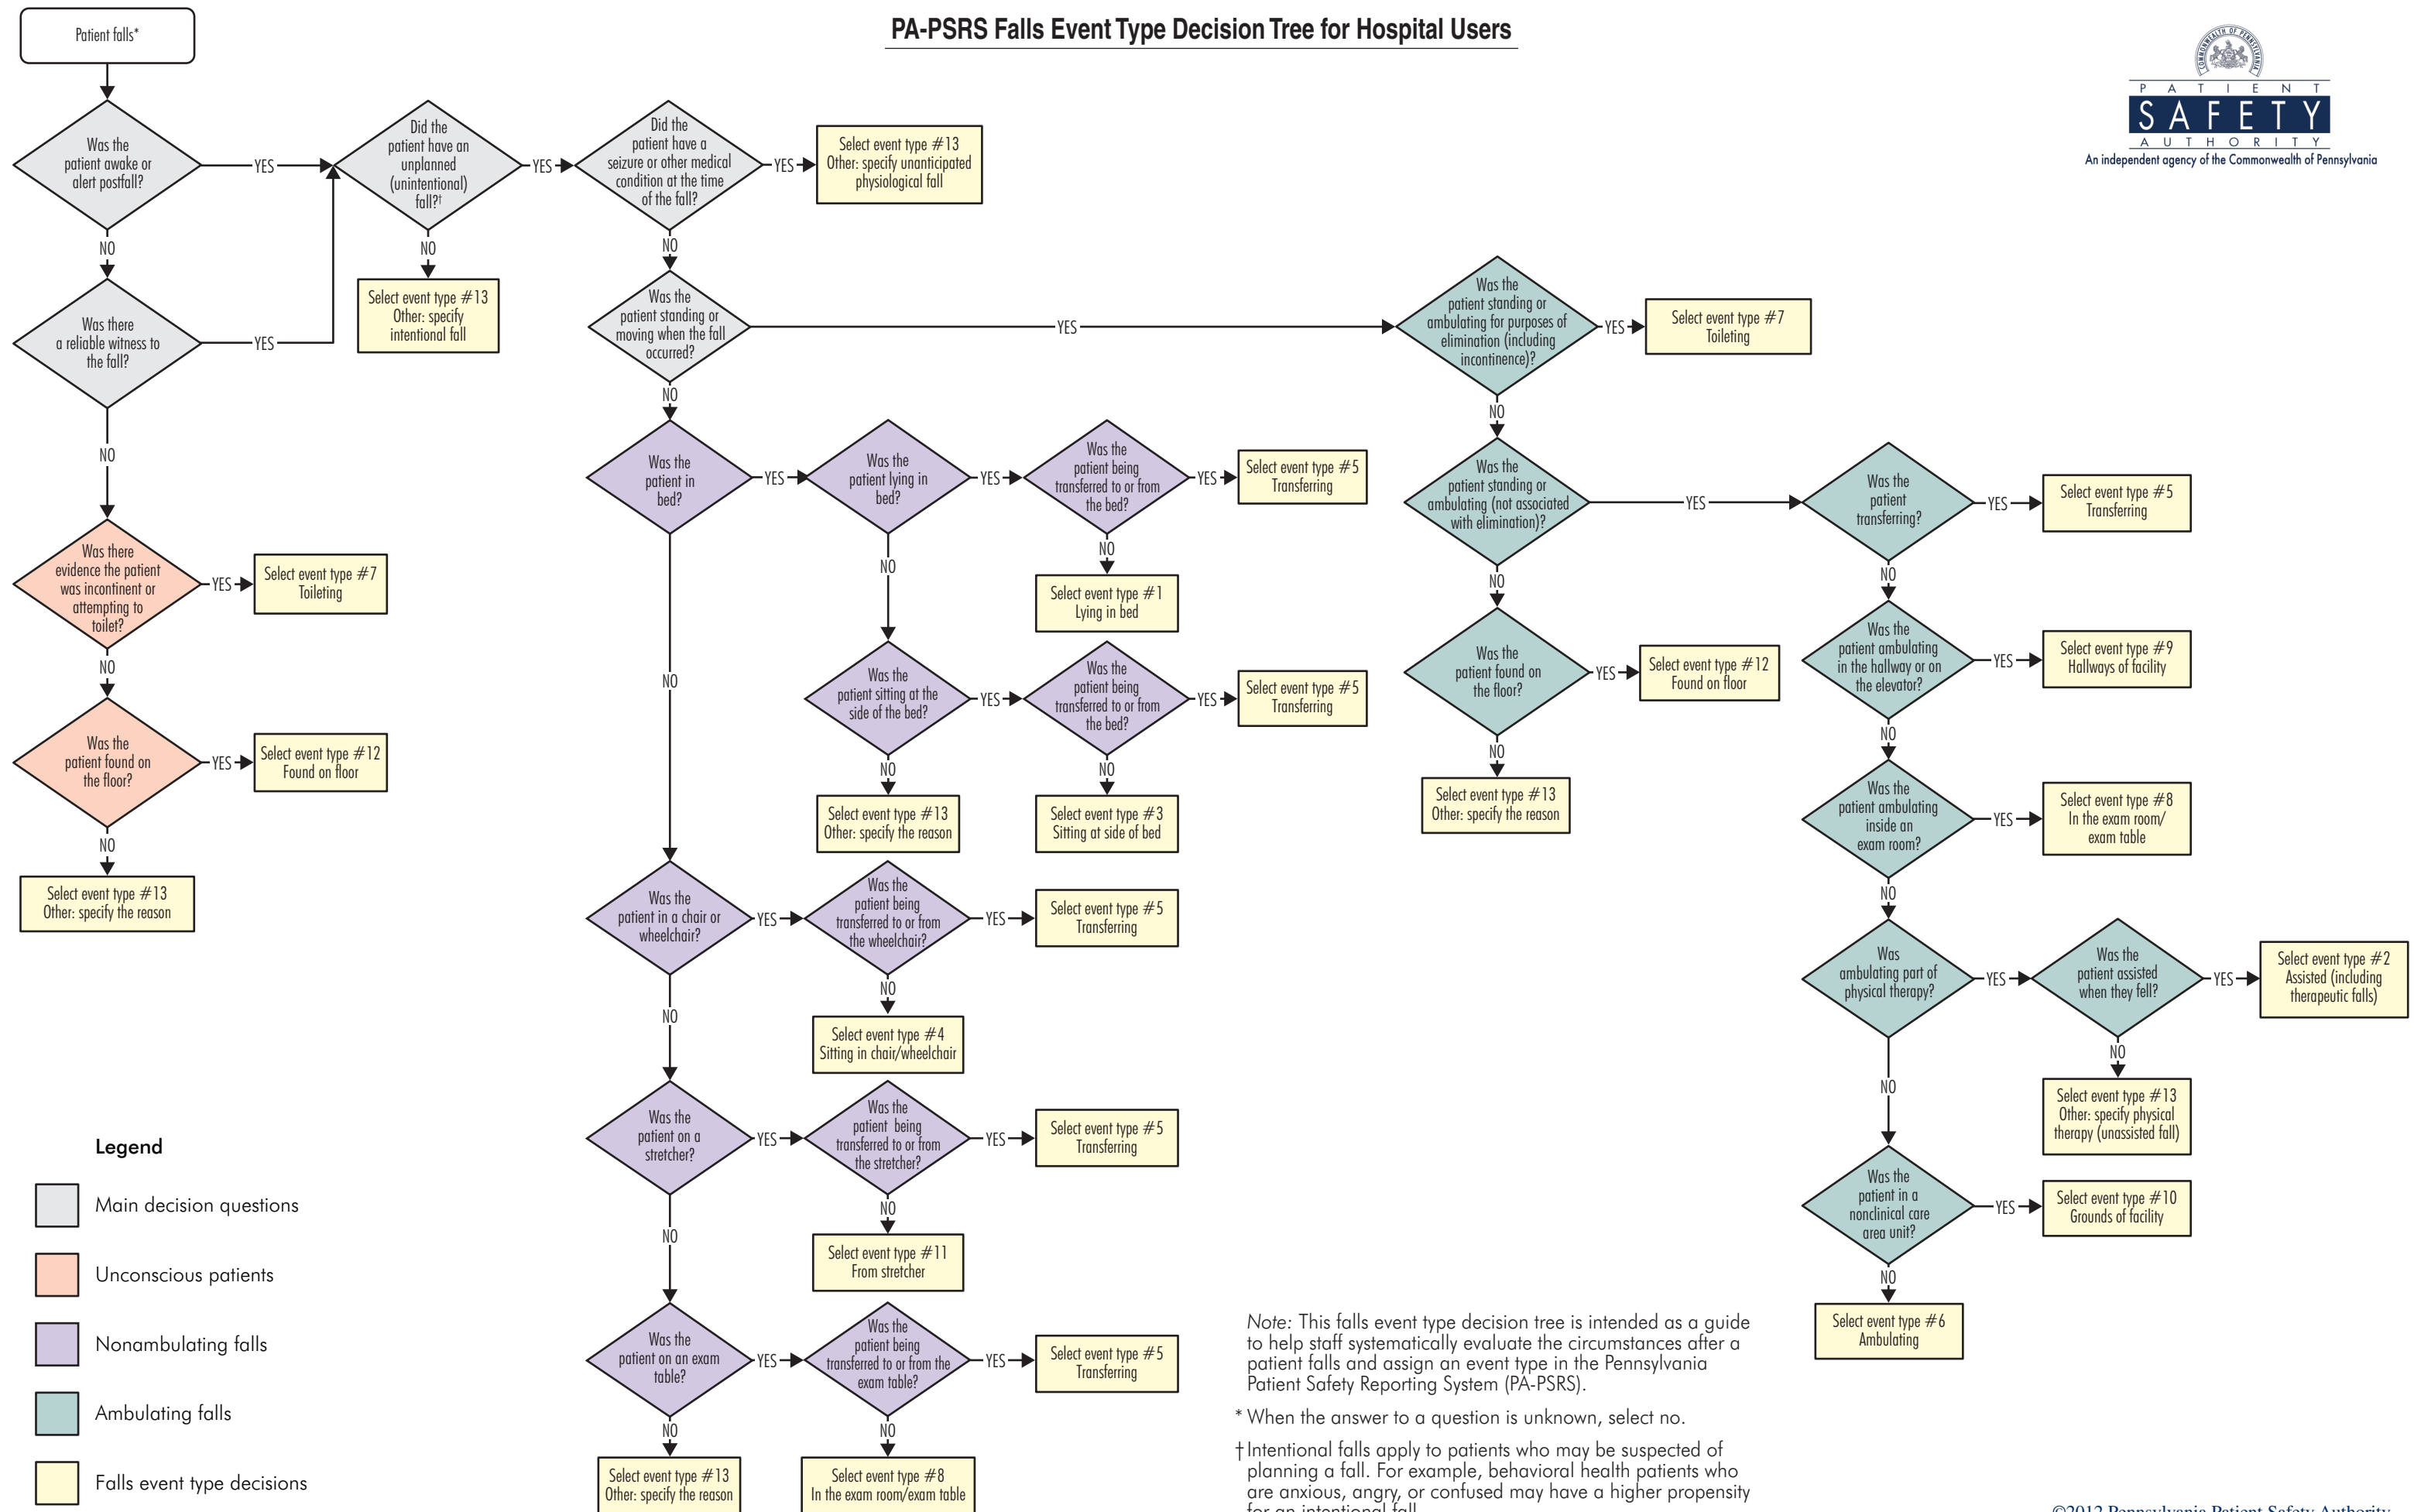 PA-PSRS Falls Event Type Decision Tree for Hospital Users
COMMONWEALTH OF PENNSYLVANIA
PATIENT
SAFETY
AUTHORITY
An independent agency of the Commonwealth of Pennsylvania
Patient falls*
Was the
patient awake or
alert postfall?
YES
NO
Was there
a reliable witness to
the fall?
YES
NO
Was there
evidence the patient
was incontinent or
attempting to
toilet?
YES
Select event type #7
Toileting
NO
Was the
patient found on
the floor?
YES
Select event type #12
Found on floor
NO
Select event type #13
Other: specify the reason
Did the
patient have an
unplanned
(unintentional)
fall?†
YES
NO
Select event type #13
Other: specify
intentional fall
Did the
patient have a
seizure or other medical
condition at the time
of the fall?
YES
Select event type #13
Other: specify unanticipated
physiological fall
NO
Was the
patient standing or
moving when the fall
occurred?
YES
NO
Was the
patient in
bed?
YES
Was the
patient lying in
bed?
YES
Was the
patient being
transferred to or from
the bed?
YES
Select event type #5
Transferring
NO
Select event type #1
Lying in bed
NO
Was the
patient sitting at the
side of the bed?
YES
Was the
patient being
transferred to or from
the bed?
YES
Select event type #5
Transferring
NO
Select event type #13
Other: specify the reason
NO
Select event type #3
Sitting at side of bed
NO
Was the
patient in a chair or
wheelchair?
YES
Was the
patient being
transferred to or from
the wheelchair?
YES
Select event type #5
Transferring
NO
Select event type #4
Sitting in chair/wheelchair
NO
Was the
patient on a
stretcher?
YES
Was the
patient being
transferred to or from
the stretcher?
YES
Select event type #5
Transferring
NO
Select event type #11
From stretcher
NO
Was the
patient on an exam
table?
YES
Was the
patient being
transferred to or from the
exam table?
YES
Select event type #5
Transferring
NO
Select event type #13
Other: specify the reason
NO
Select event type #8
In the exam room/exam table
Was the
patient standing or
ambulating for purposes of
elimination (including
incontinence)?
YES
Select event type #7
Toileting
NO
Was the
patient standing or
ambulating (not associated
with elimination)?
YES
NO
Was the
patient found on
the floor?
YES
Select event type #12
Found on floor
NO
Select event type #13
Other: specify the reason
Was the
patient
transferring?
YES
Select event type #5
Transferring
NO
Was the
patient ambulating
in the hallway or on
the elevator?
YES
Select event type #9
Hallways of facility
NO
Was the
patient ambulating
inside an
exam room?
YES
Select event type #8
In the exam room/
exam table
NO
Was
ambulating part of
physical therapy?
YES
Was the
patient assisted
when they fell?
YES
Select event type #2
Assisted (including
therapeutic falls)
NO
Select event type #13
Other: specify physical
therapy (unassisted fall)
NO
Was the
patient in a
nonclinical care
area unit?
YES
Select event type #10
Grounds of facility
NO
Select event type #6
Ambulating
Legend
Main decision questions
Unconscious patients
Nonambulating falls
Ambulating falls
Falls event type decisions
Note: This falls event type decision tree is intended as a guide
to help staff systematically evaluate the circumstances after a
patient falls and assign an event type in the Pennsylvania
Patient Safety Reporting System (PA-PSRS).
* When the answer to a question is unknown, select no.
† Intentional falls apply to patients who may be suspected of
planning a fall. For example, behavioral health patients who
are anxious, angry, or confused may have a higher propensity
for an intentional fall.
©2012 Pennsylvania Patient Safety Authority